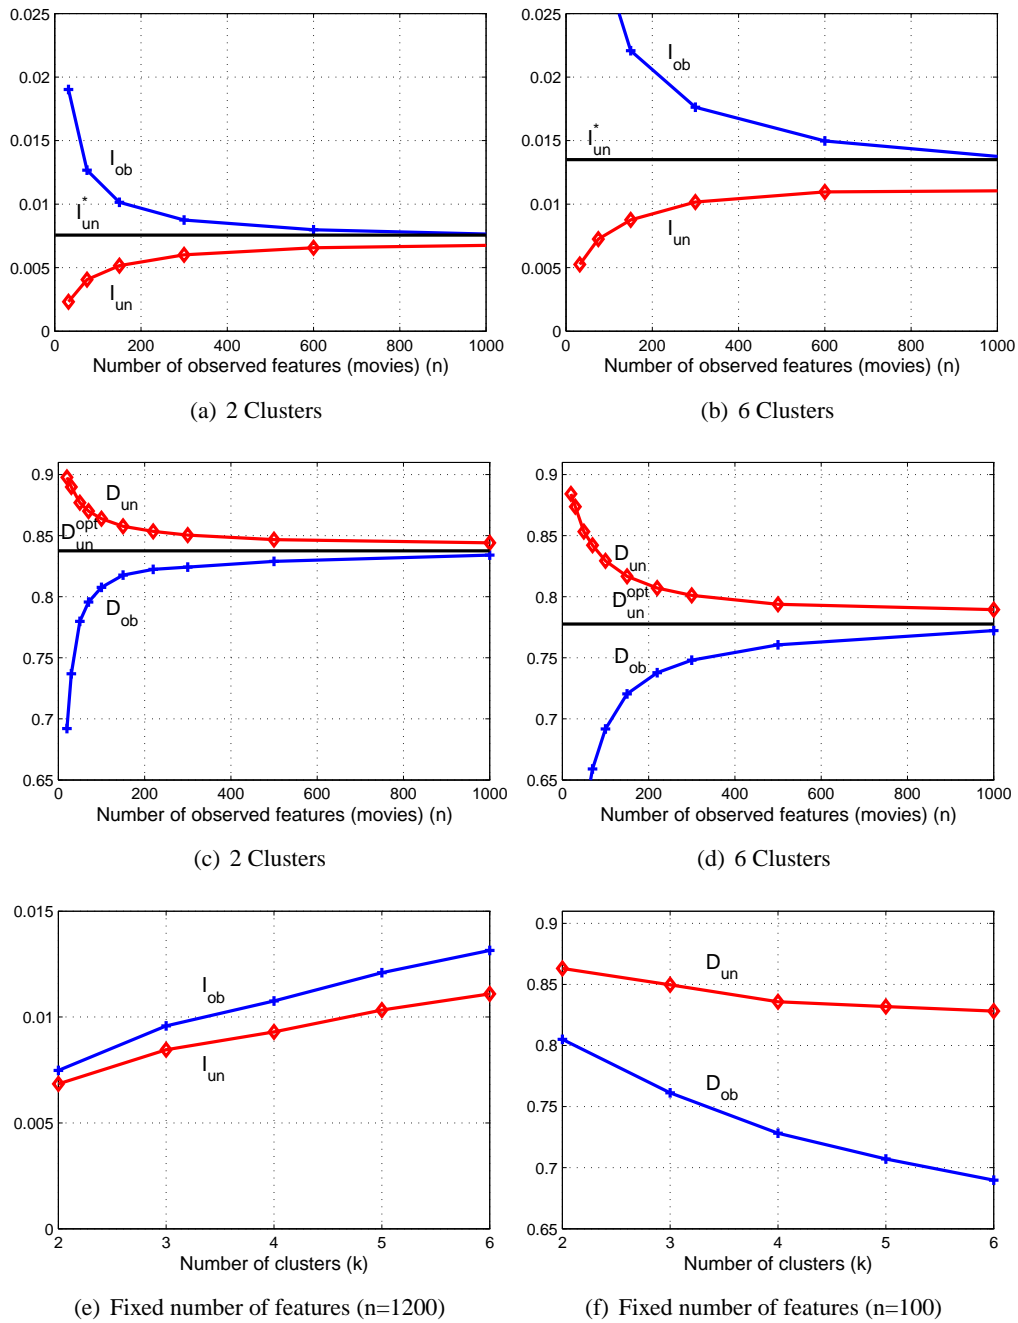 0.025
0.02
0.015
0.01
0.005
0
I_ob
I*_un
I_un
0 200 400 600 800 1000
Number of observed features (movies) (n)
(a) 2 Clusters
0.025
0.02
0.015
0.01
0.005
0
I_ob
I*_un
I_un
0 200 400 600 800 1000
Number of observed features (movies) (n)
(b) 6 Clusters
0.9
0.85
0.8
0.75
0.7
0.65
D_un
D_un^opt
D_ob
0 200 400 600 800 1000
Number of observed features (movies) (n)
(c) 2 Clusters
0.9
0.85
0.8
0.75
0.7
0.65
D_un
D_un^opt
D_ob
0 200 400 600 800 1000
Number of observed features (movies) (n)
(d) 6 Clusters
0.015
0.01
0.005
0
I_ob
I_un
2 3 4 5 6
Number of clusters (k)
(e) Fixed number of features (n=1200)
0.9
0.85
0.8
0.75
0.7
0.65
D_un
D_ob
2 3 4 5 6
Number of clusters (k)
(f) Fixed number of features (n=100)